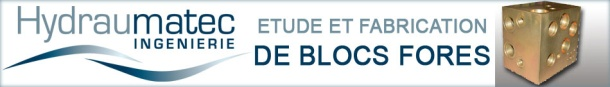 Hydraumatec
INGENIERIE
ETUDE ET FABRICATION
DE BLOCS FORES